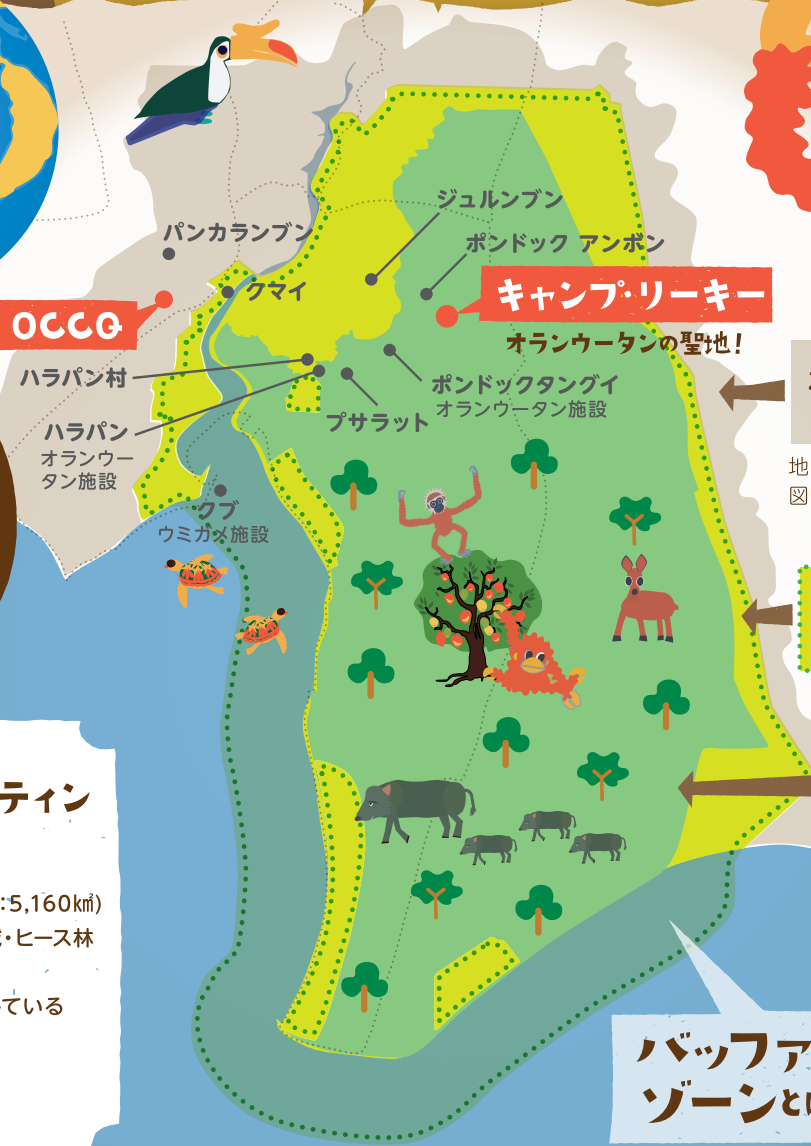 ジュルンブン
パンカランブン
ポンドック アンボン
クマイ
キャンプ・リーキー
OCCQ
オランウータンの聖地!
ハラパン村
ポンドックタングイ
オランウータン施設
プサラット
ハラパン
オランウー
タン施設
地
図
クブ
ウミガメ施設
ティン
:5,160㎢)
・ヒース林
ている
バッファ
ゾーンと